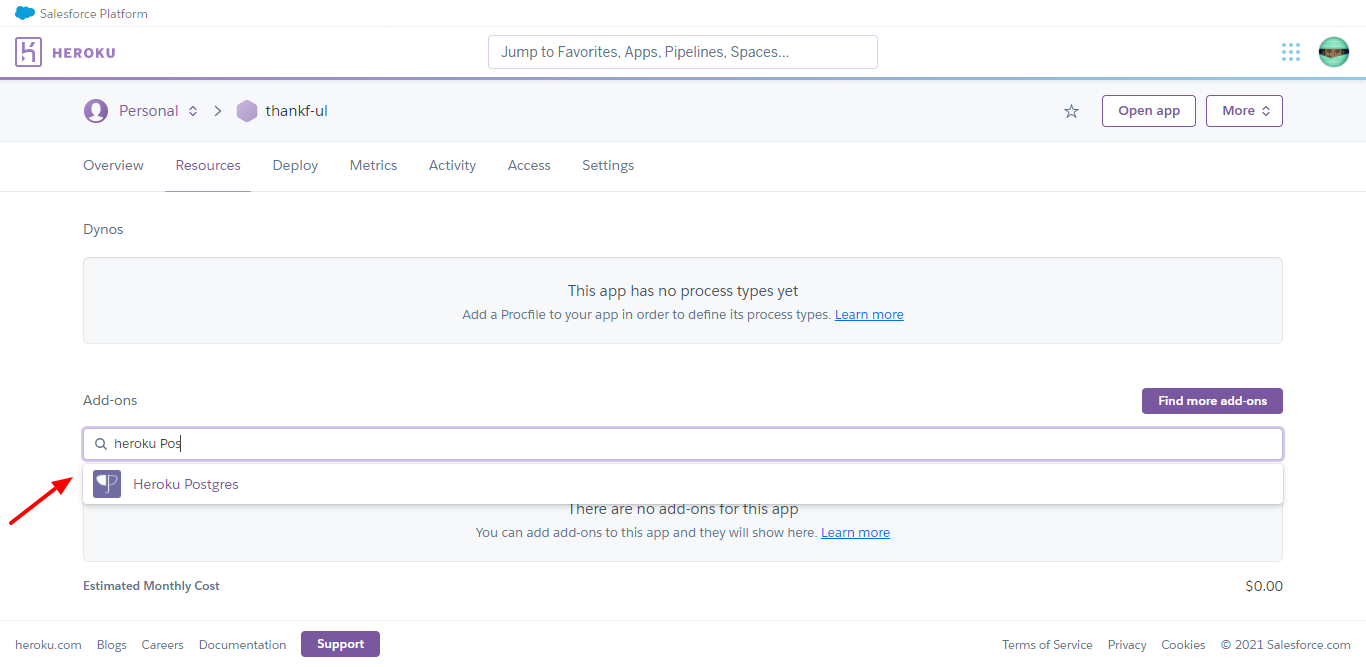 Salesforce Platform
HEROKU
Jump to Favorites, Apps, Pipelines, Spaces...
Personal thankf-ul Open app More
Overview Resources Deploy Metrics Activity Access Settings
Dynos
This app has no process types yet
Add a Procfile to your app in order to define its process types. Learn more
Add-ons Find more add-ons
heroku Pos
Heroku Postgres
There are no add-ons for this app
You can add add-ons to this app and they will show here. Learn more
Estimated Monthly Cost $0.00
heroku.com Blogs Careers Documentation Support Terms of Service Privacy Cookies © 2021 Salesforce.com